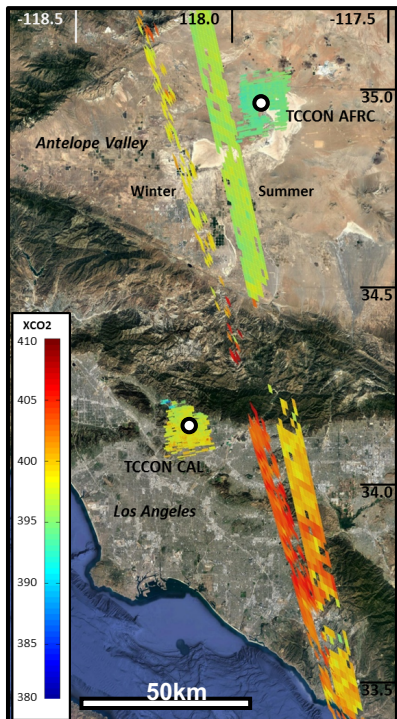 -118.5
118.0
-117.5
35.0
TCCON AFRC
Antelope Valley
Winter
Summer
34.5
XCO2
410
405
400
395
390
385
380
TCCON CAL
34.0
Los Angeles
33.5
50km